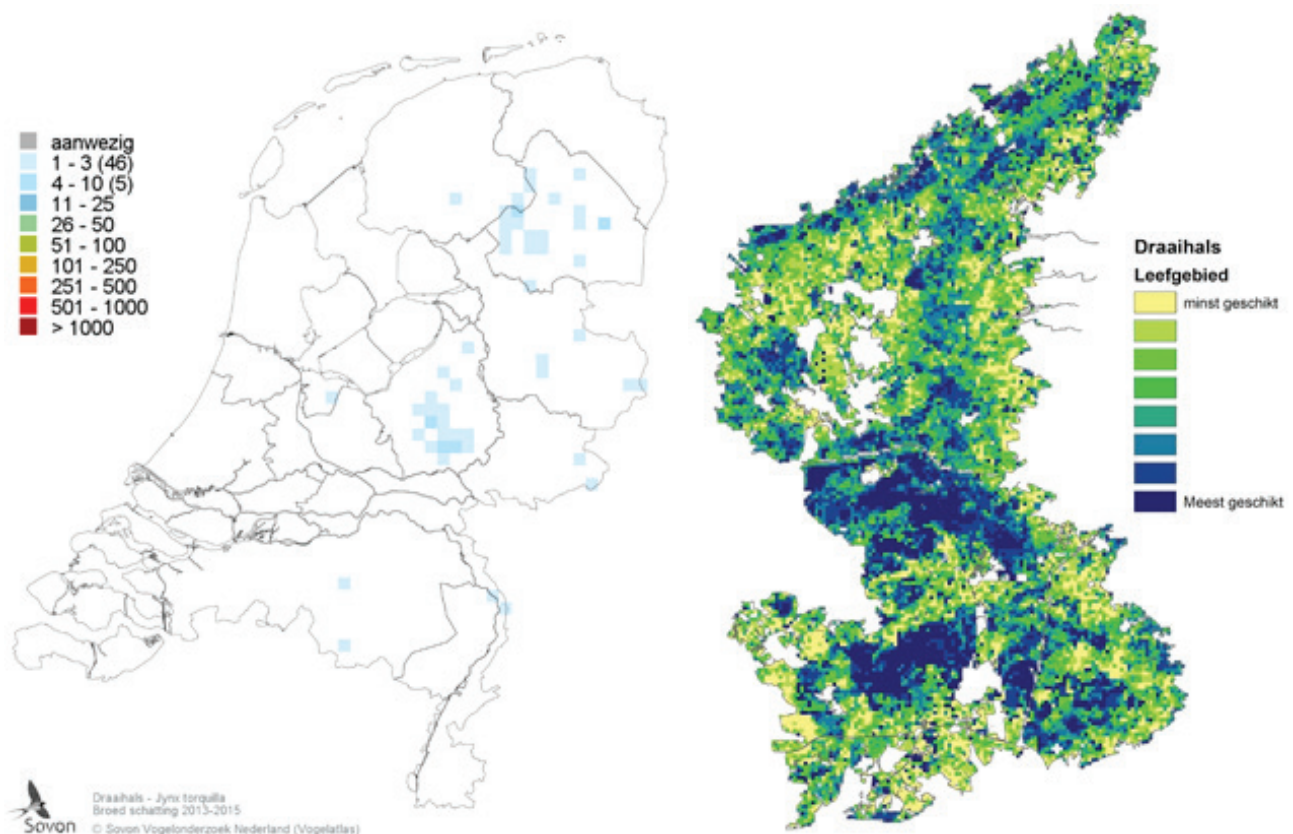 aanwezig
1 - 3 (46)
4 - 10 (5)
11 - 25
26 - 50
51 - 100
101 - 250
251 - 500
501 - 1000
> 1000
Draaihals
Leefgebied
minst geschikt
Meest geschikt
Sovon
Draaihals - Jynx torquilla
Broed schatting 2013-2015
© Sovon Vogelonderzoek Nederland (Vogelatlas)